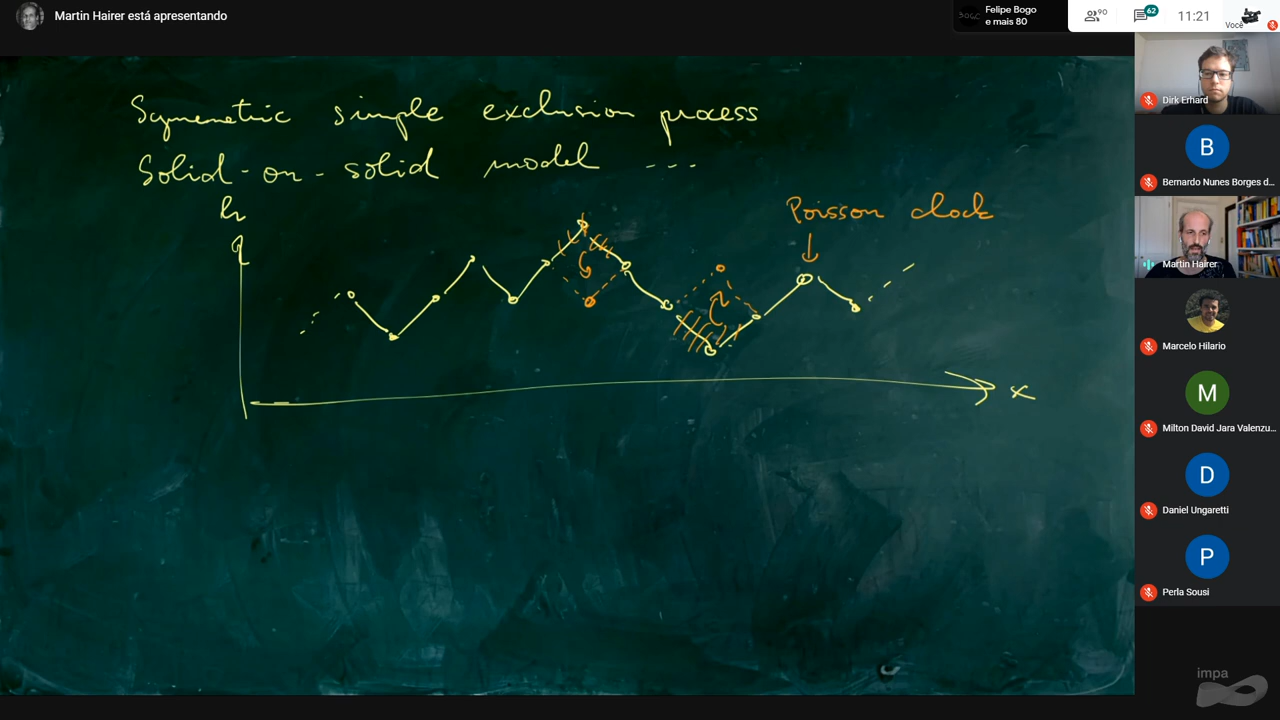 Martin Hairer está apresentando
Felipe Bogo
e mais 80
90
62
11:21
Você
Symmetric simple exclusion process
Solid-on-solid model ---
h
Poisson clock
x
Dirk Erhard
B
Bernardo Nunes Borges d...
Martin Hairer
Marcelo Hilario
M
Milton David Jara Valenzu...
D
Daniel Ungaretti
P
Perla Sousi
impa